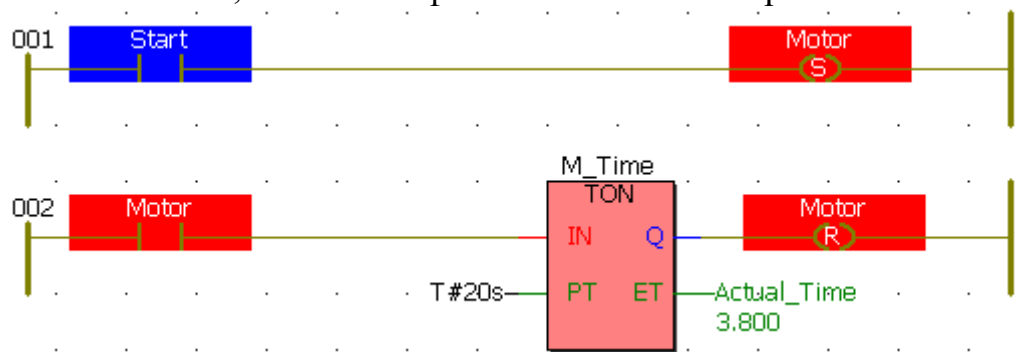 001 Start Motor
S
M_Time
TON
002 Motor Motor
IN Q R
T#20s PT ET Actual_Time
3.800